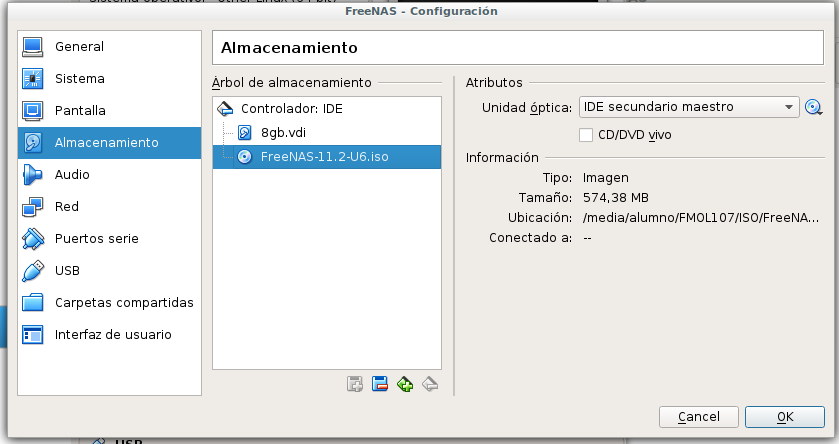 FreeNAS - Configuración
General
Sistema
Pantalla
Almacenamiento
Audio
Red
Puertos serie
USB
Carpetas compartidas
Interfaz de usuario
Almacenamiento
Árbol de almacenamiento
Controlador: IDE
8gb.vdi
FreeNAS-11.2-U6.iso
Atributos
Unidad óptica: IDE secundario maestro
CD/DVD vivo
Información
Tipo: Imagen
Tamaño: 574,38 MB
Ubicación: /media/alumno/FMOL107/ISO/FreeNA...
Conectado a: --
Cancel
OK
USB